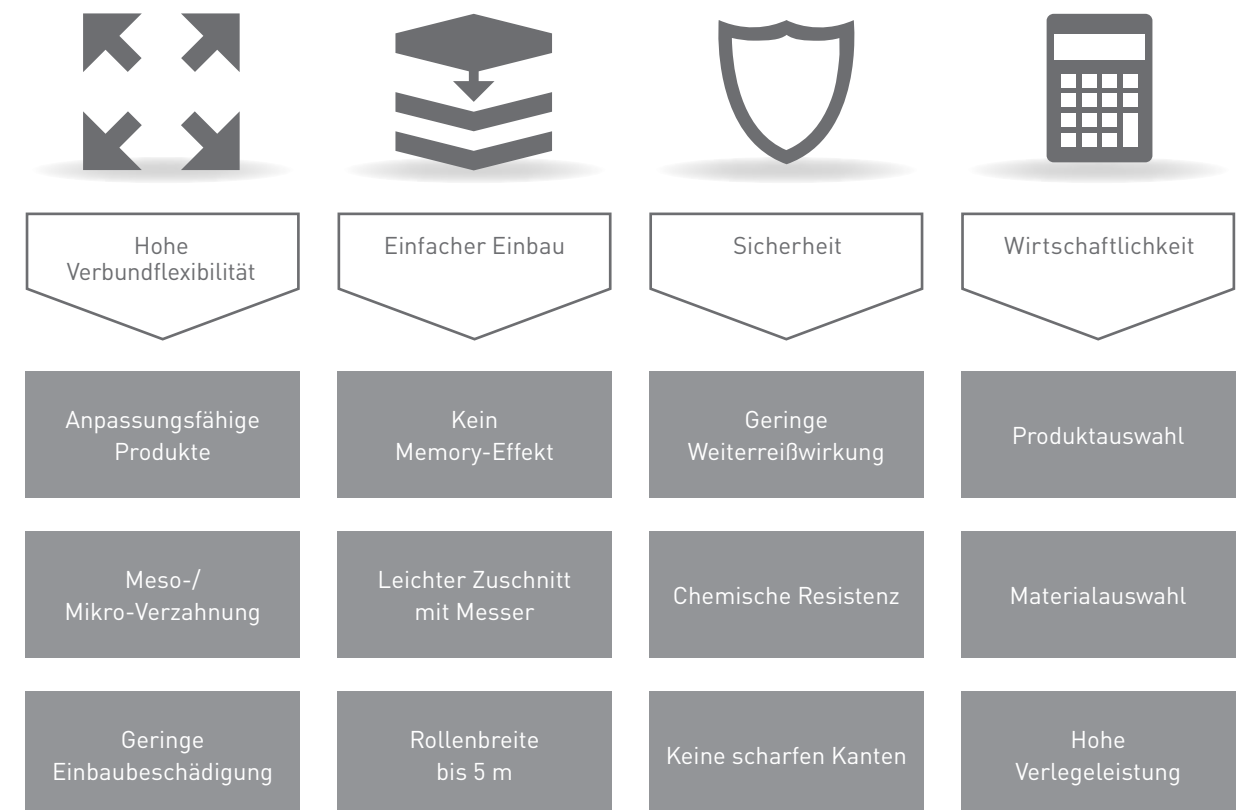 Hohe
Verbundflexibilität
Einfacher Einbau
Sicherheit
Wirtschaftlichkeit
Anpassungsfähige
Produkte
Kein
Memory-Effekt
Geringe
Weiterreißwirkung
Produktauswahl
Meso-/
Mikro-Verzahnung
Leichter Zuschnitt
mit Messer
Chemische Resistenz
Materialauswahl
Geringe
Einbaubeschädigung
Rollenbreite
bis 5 m
Keine scharfen Kanten
Hohe
Verlegeleistung